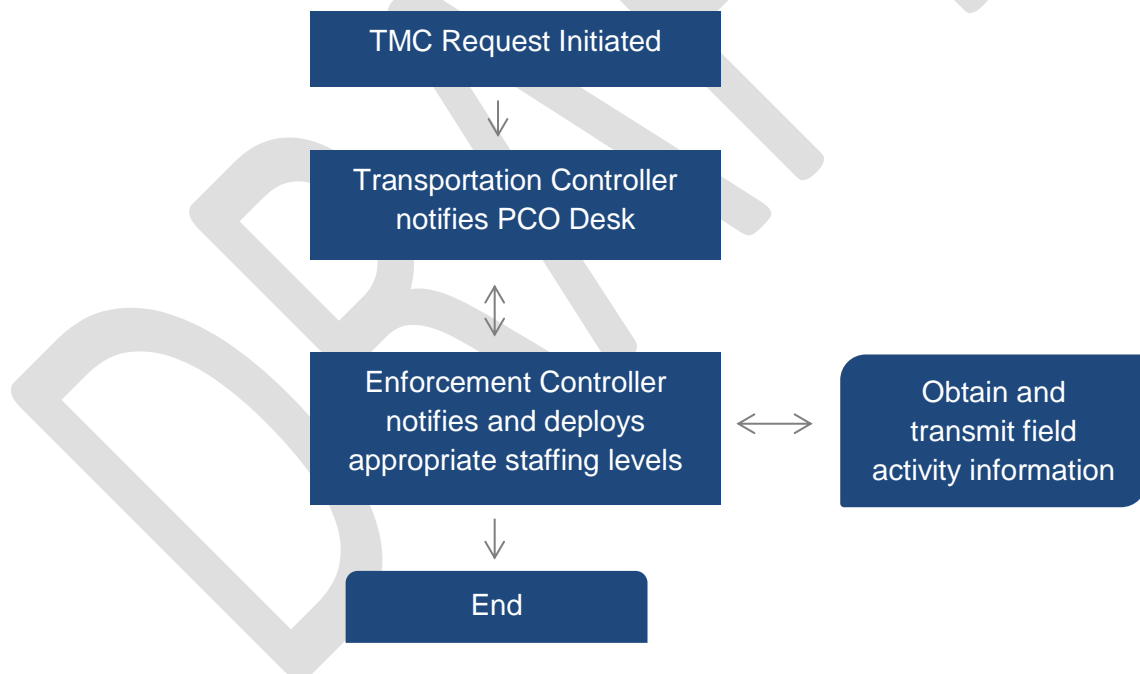 TMC Request Initiated
Transportation Controller
notifies PCO Desk
Enforcement Controller
notifies and deploys
appropriate staffing levels
Obtain and
transmit field
activity information
End
DRAFT